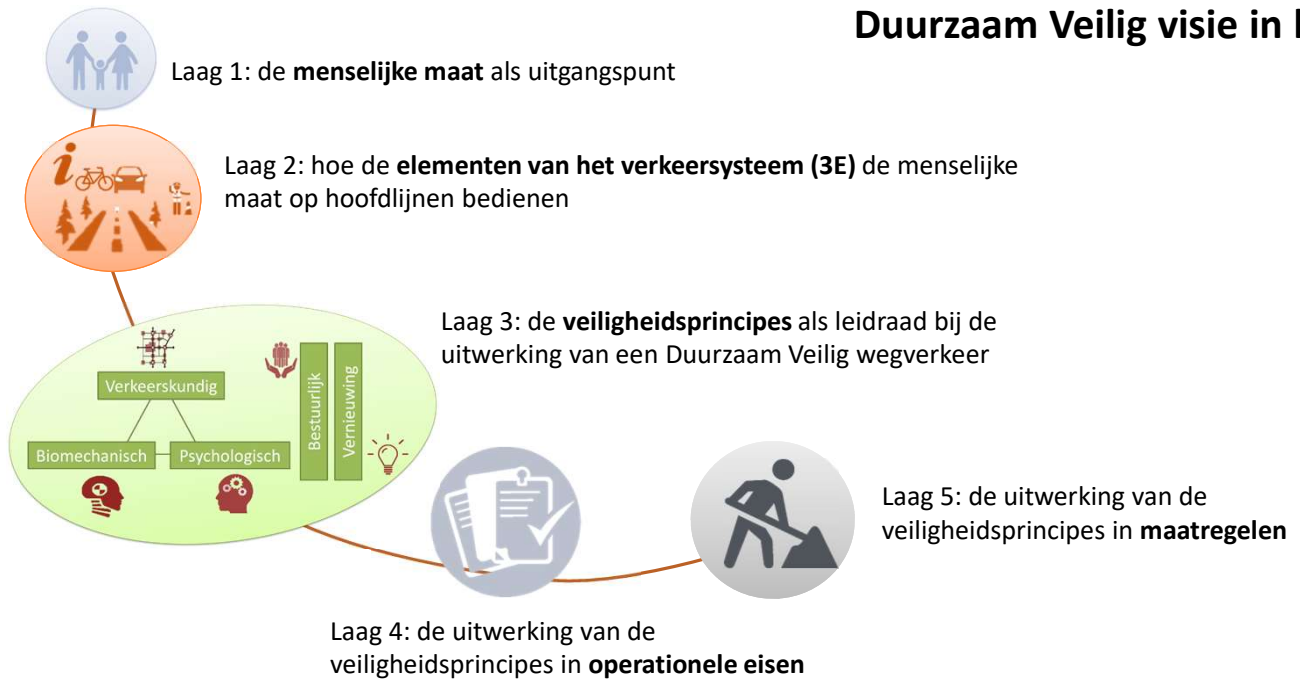 Duurzaam Veilig visie in
Laag 1: de menselijke maat als uitgangspunt
Laag 2: hoe de elementen van het verkeersysteem (3E) de menselijke
maat op hoofdlijnen bedienen
Laag 3: de veiligheidsprincipes als leidraad bij de
uitwerking van een Duurzaam Veilig wegverkeer
Verkeerskundig
Biomechanisch
Psychologisch
Bestuurlijk
Vernieuwing
Laag 4: de uitwerking van de
veiligheidsprincipes in operationele eisen
Laag 5: de uitwerking van de
veiligheidsprincipes in maatregelen